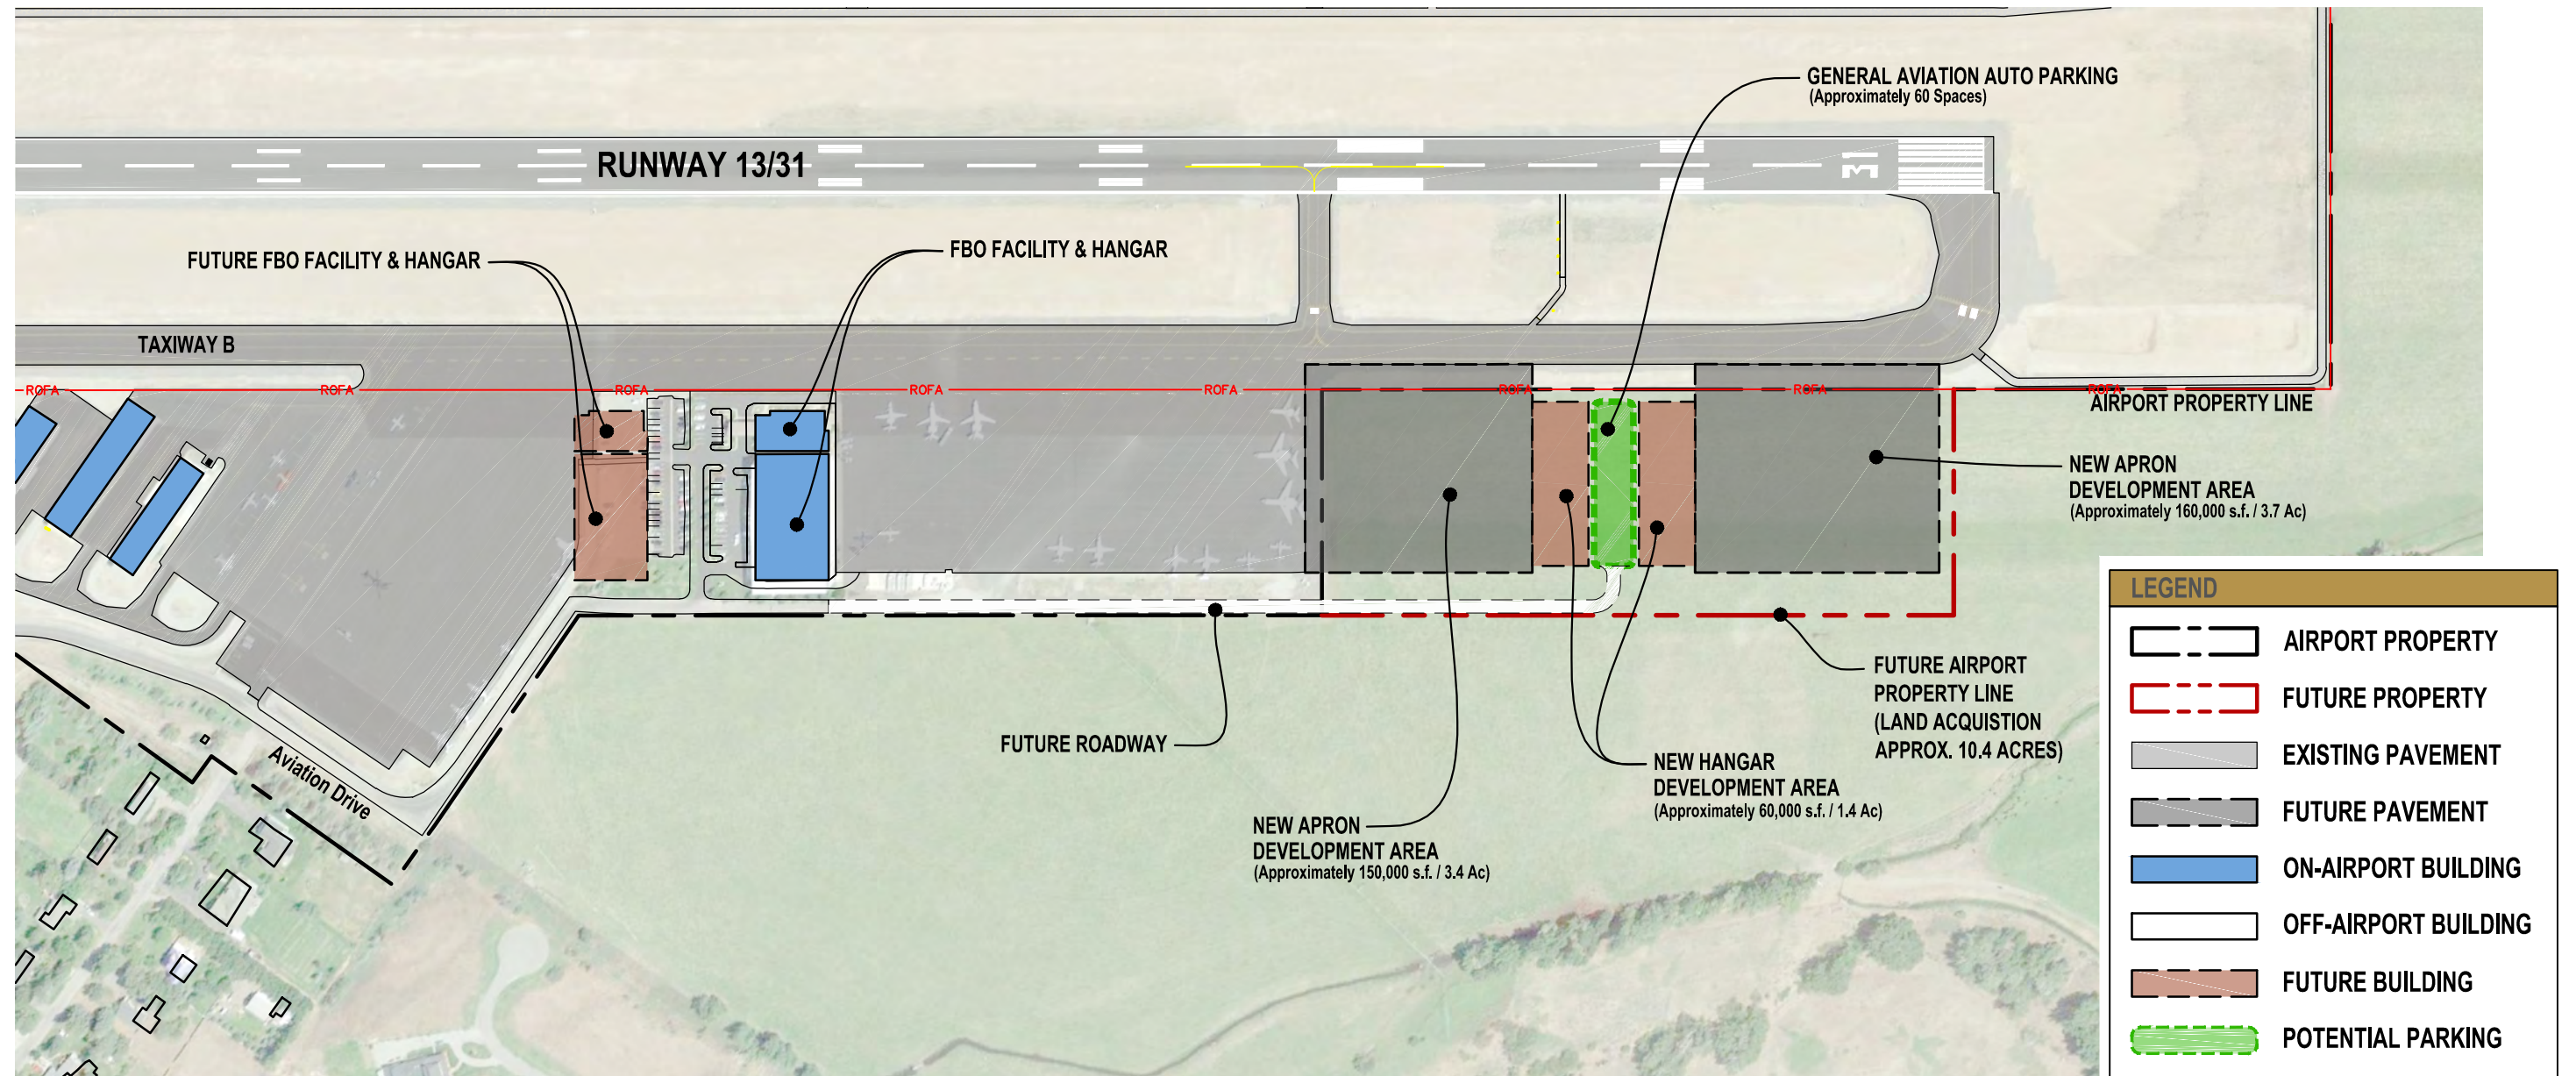 GENERAL AVIATION AUTO PARKING
(Approximately 60 Spaces)
RUNWAY 13/31
31
FUTURE FBO FACILITY & HANGAR
FBO FACILITY & HANGAR
TAXIWAY B
ROFA
ROFA
ROFA
ROFA
ROFA
ROFA
ROFA
ROFA
AIRPORT PROPERTY LINE
NEW APRON
DEVELOPMENT AREA
(Approximately 160,000 s.f. / 3.7 Ac)
FUTURE AIRPORT
PROPERTY LINE
(LAND ACQUISTION
APPROX. 10.4 ACRES)
FUTURE ROADWAY
NEW HANGAR
DEVELOPMENT AREA
(Approximately 60,000 s.f. / 1.4 Ac)
NEW APRON
DEVELOPMENT AREA
(Approximately 150,000 s.f. / 3.4 Ac)
Aviation Drive
LEGEND
AIRPORT PROPERTY
FUTURE PROPERTY
EXISTING PAVEMENT
FUTURE PAVEMENT
ON-AIRPORT BUILDING
OFF-AIRPORT BUILDING
FUTURE BUILDING
POTENTIAL PARKING